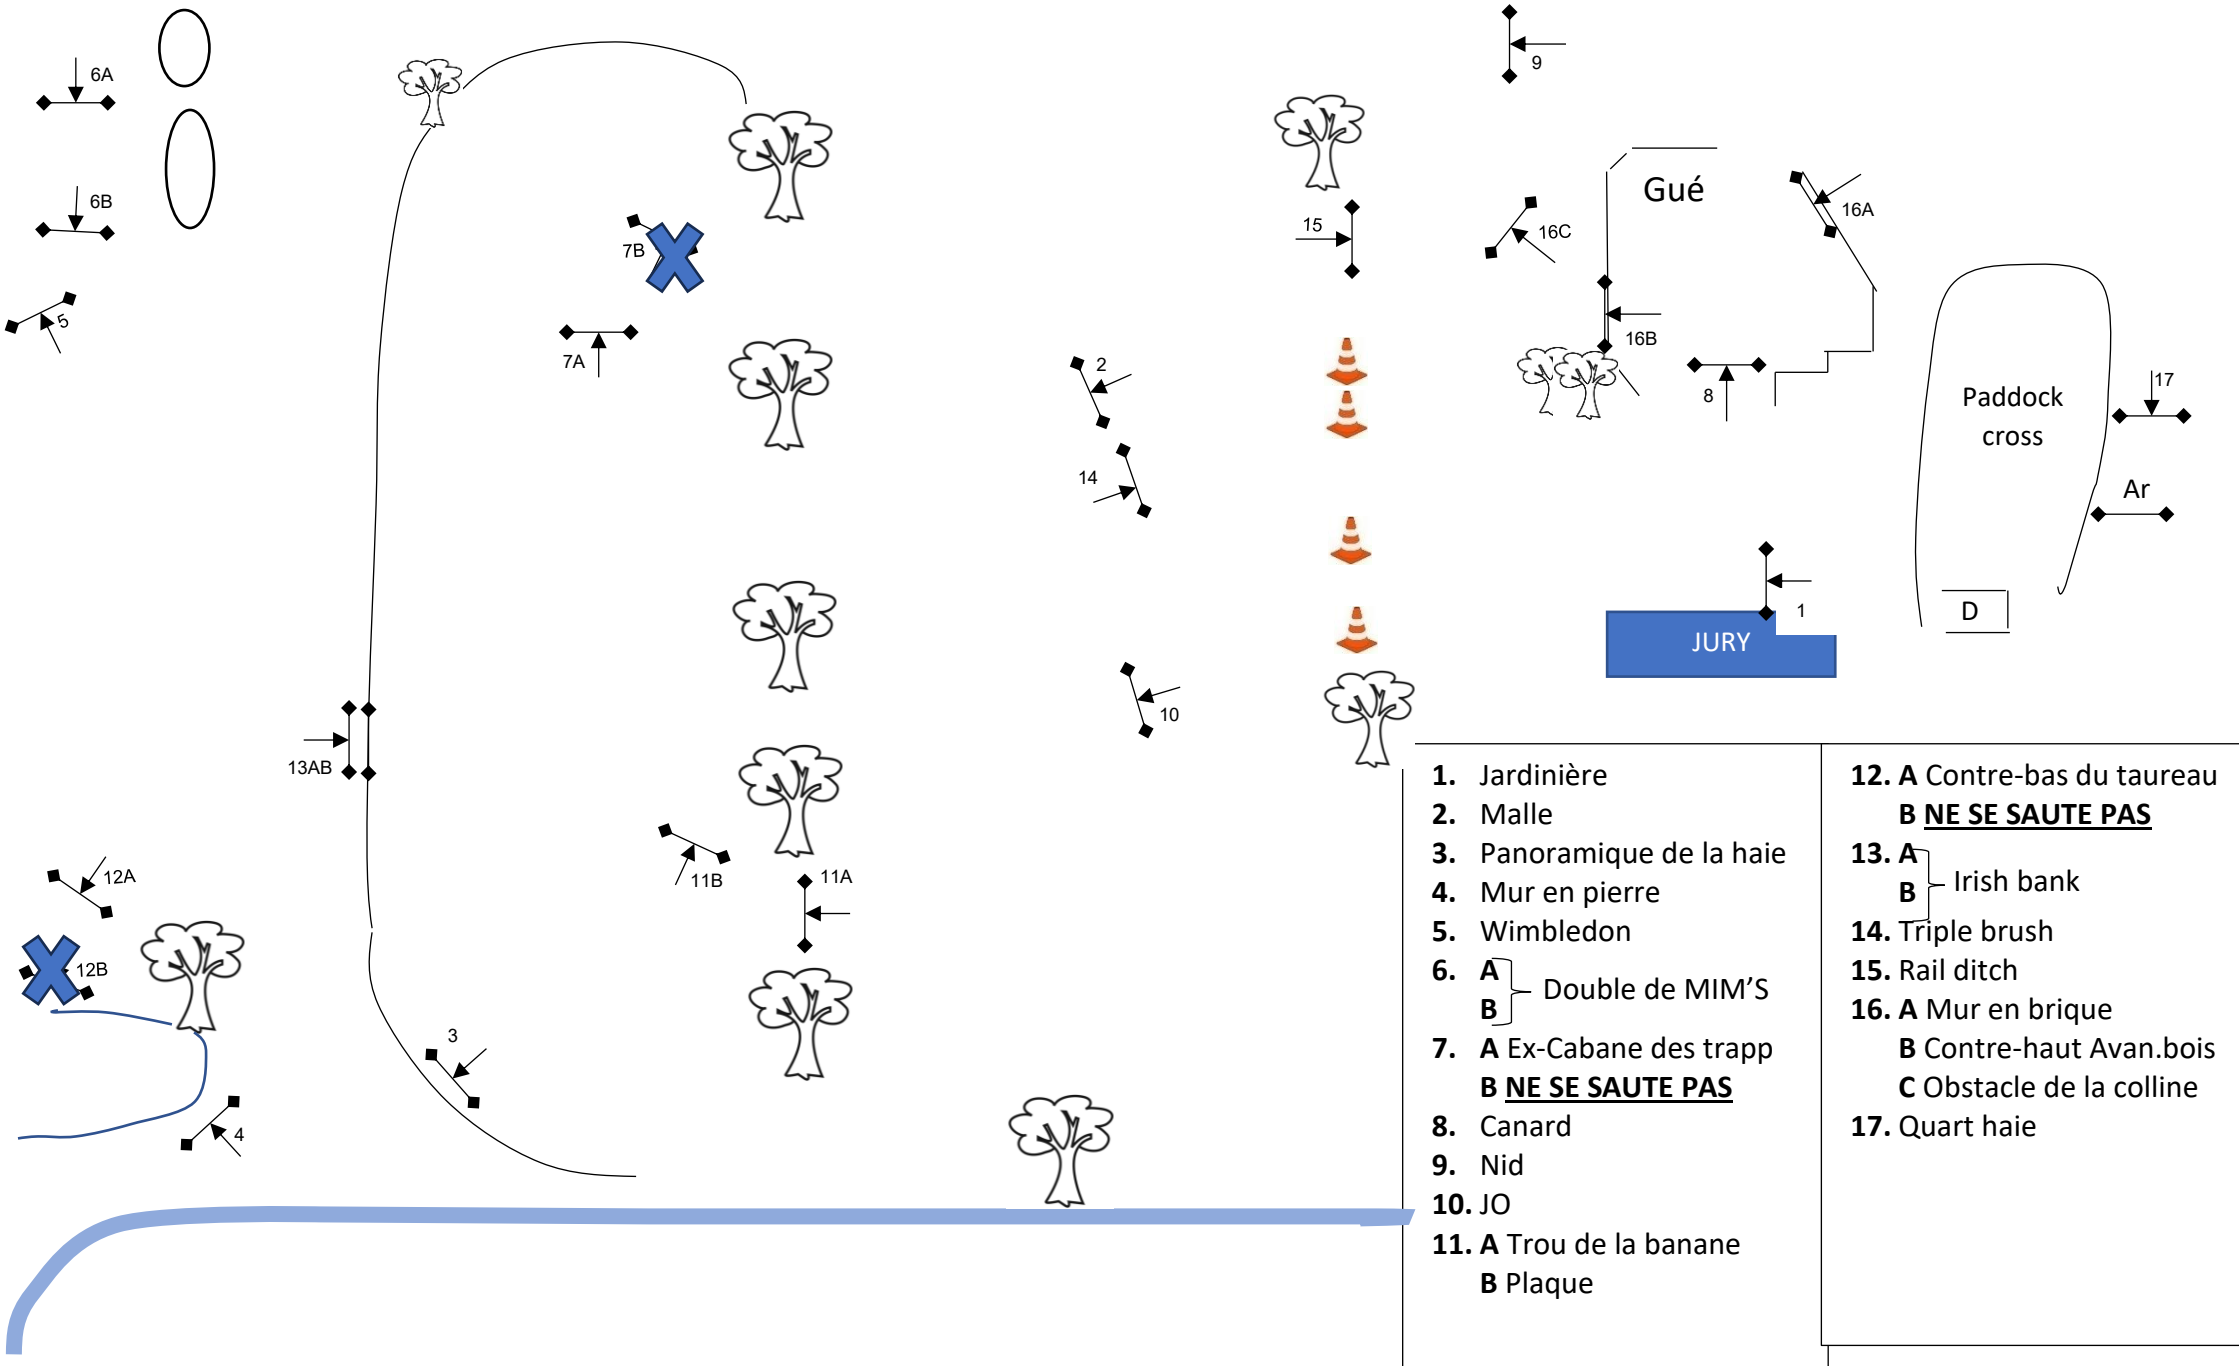 6A
9
Gué
6B
16A
15
16C
7B
5
16B
7A
2
17
8
Paddock
cross
14
Ar
1
D
JURY
10
13AB
12A
11B
11A
12B
3
4
1. Jardinière
2. Malle
3. Panoramique de la haie
4. Mur en pierre
5. Wimbledon
6. A
B
Double de MIM'S
7. A Ex-Cabane des trapp
B NE SE SAUTE PAS
8. Canard
9. Nid
10. JO
11. A Trou de la banane
B Plaque
12. A Contre-bas du taureau
B NE SE SAUTE PAS
13. A
B
Irish bank
14. Triple brush
15. Rail ditch
16. A Mur en brique
B Contre-haut Avan.bois
C Obstacle de la colline
17. Quart haie